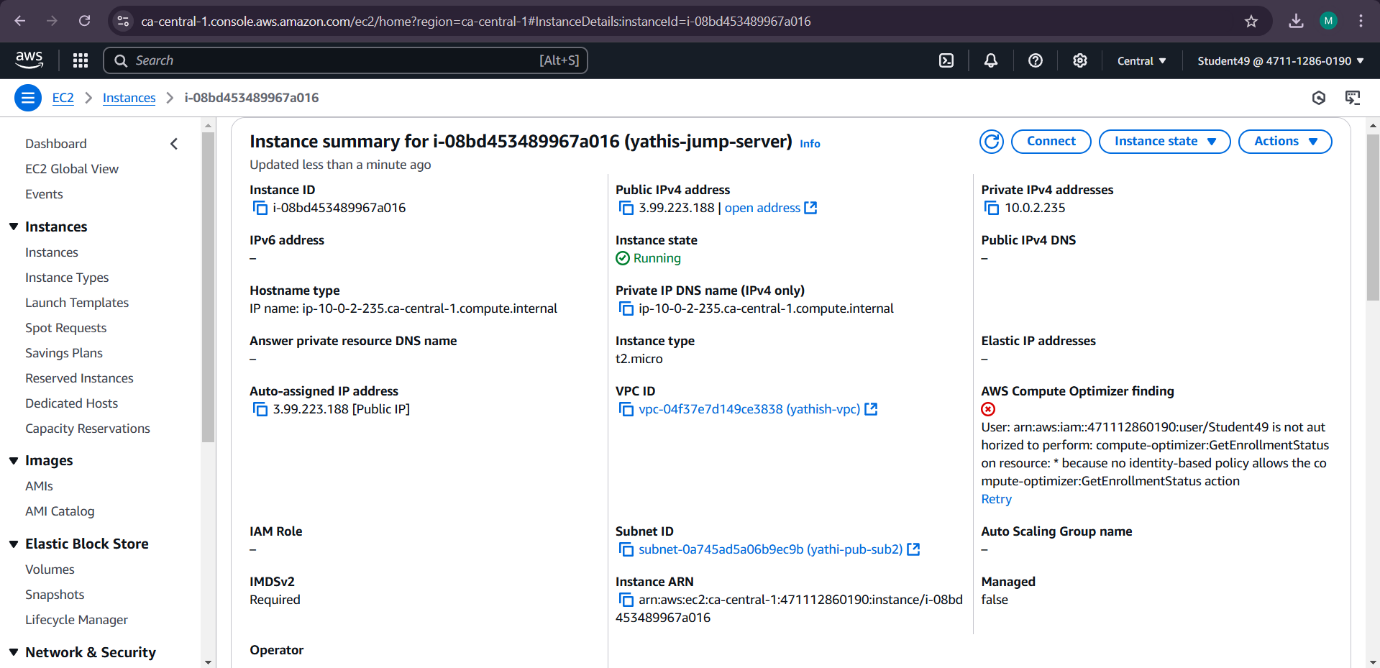 ca-central-1.console.aws.amazon.com/ec2/home?region=ca-central-1#InstanceDetails:instanceId=i-08bd453489967a016
M
aws
Search
[Alt+S]
Central
Student49 @ 4711-1286-0190
EC2
Instances
i-08bd453489967a016
Dashboard
EC2 Global View
Events
Instances
Instances
Instance Types
Launch Templates
Spot Requests
Savings Plans
Reserved Instances
Dedicated Hosts
Capacity Reservations
Images
AMIs
AMI Catalog
Elastic Block Store
Volumes
Snapshots
Lifecycle Manager
Network & Security
Instance summary for i-08bd453489967a016 (yathis-jump-server) Info
Updated less than a minute ago
Connect
Instance state
Actions
Instance ID
i-08bd453489967a016
Public IPv4 address
3.99.223.188 | open address
Private IPv4 addresses
10.0.2.235
IPv6 address
–
Instance state
Running
Public IPv4 DNS
–
Hostname type
IP name: ip-10-0-2-235.ca-central-1.compute.internal
Private IP DNS name (IPv4 only)
ip-10-0-2-235.ca-central-1.compute.internal
Answer private resource DNS name
–
Instance type
t2.micro
Elastic IP addresses
–
Auto-assigned IP address
3.99.223.188 [Public IP]
VPC ID
vpc-04f37e7d149ce3838 (yathish-vpc)
AWS Compute Optimizer finding
User: arn:aws:iam::471112860190:user/Student49 is not aut
horized to perform: compute-optimizer:GetEnrollmentStatus
on resource: * because no identity-based policy allows the co
mpute-optimizer:GetEnrollmentStatus action
Retry
IAM Role
–
Subnet ID
subnet-0a745ad5a06b9ec9b (yathi-pub-sub2)
Auto Scaling Group name
–
IMDSv2
Required
Instance ARN
arn:aws:ec2:ca-central-1:471112860190:instance/i-08bd
453489967a016
Managed
false
Operator